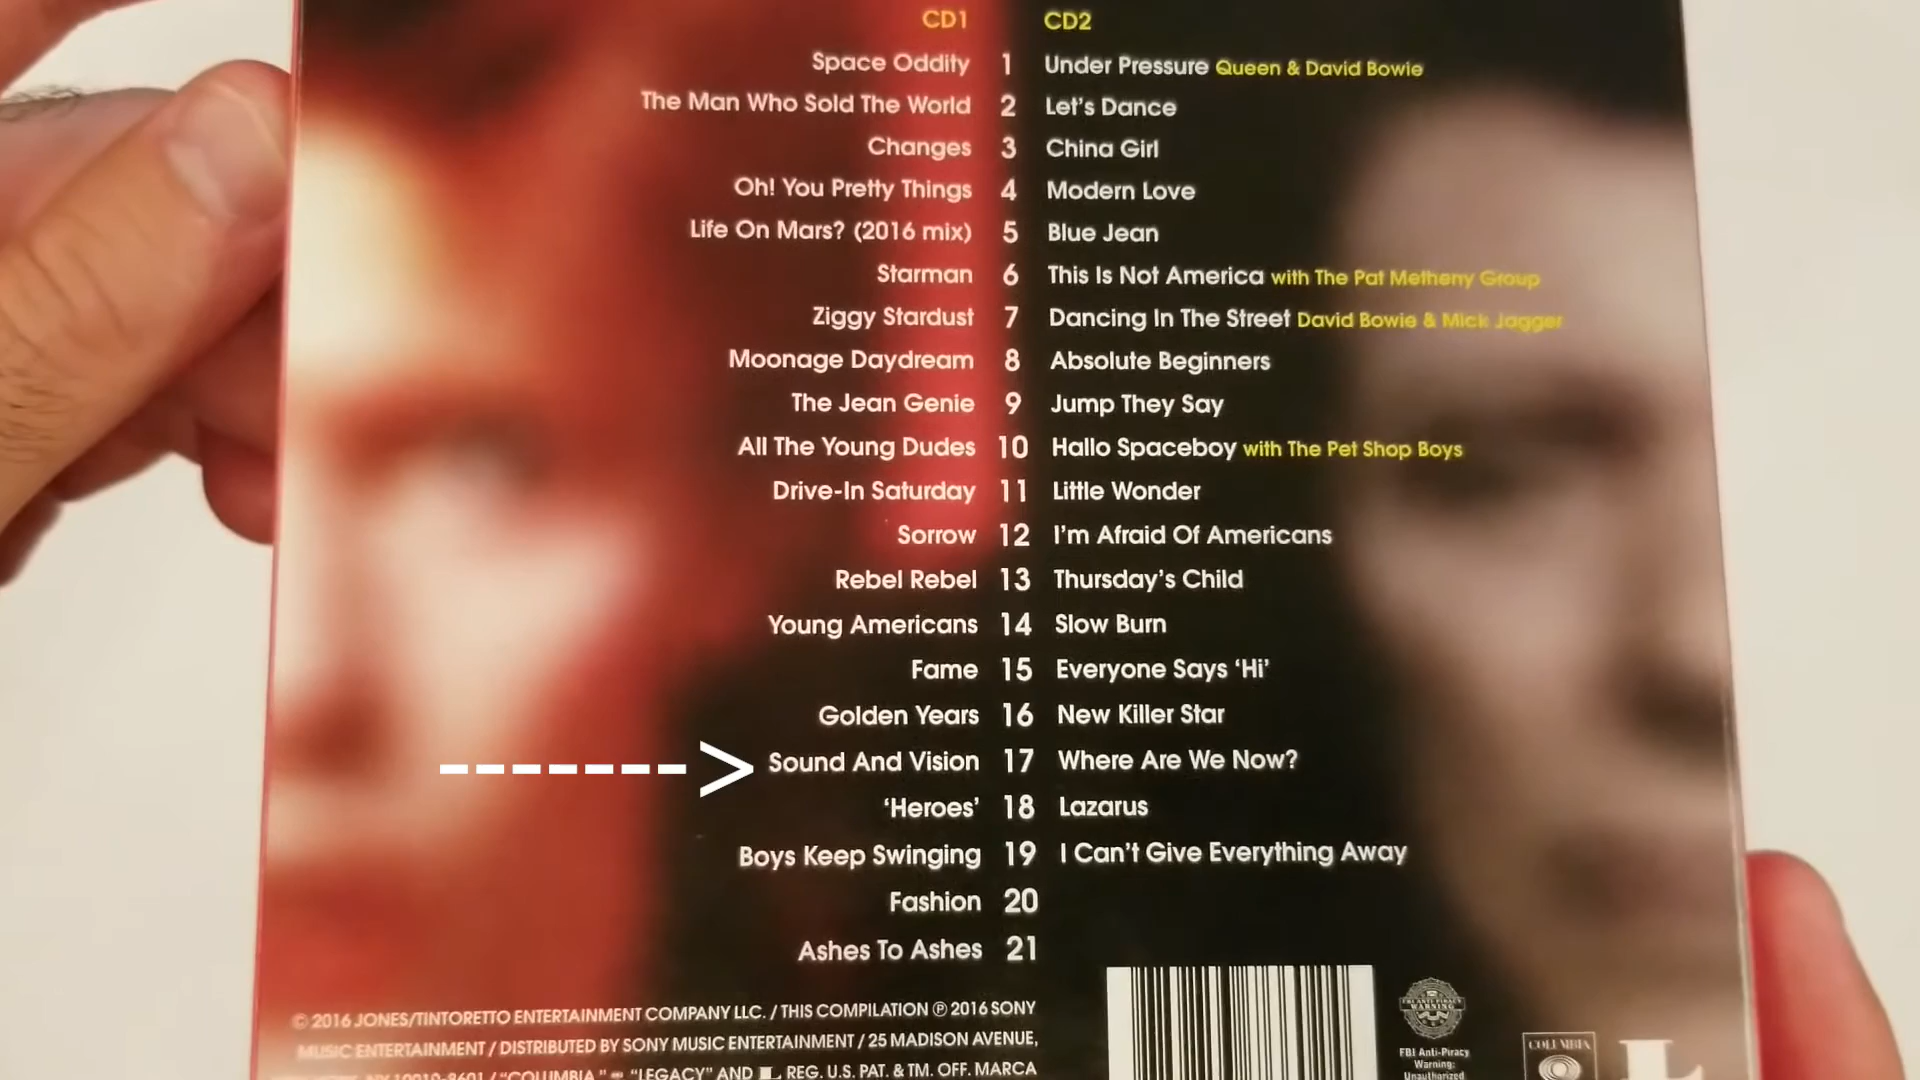 CD1 CD2
Space Oddity 1 Under Pressure Queen & David Bowie
The Man Who Sold The World 2 Let's Dance
Changes 3 China Girl
Oh! You Pretty Things 4 Modern Love
Life On Mars? (2016 mix) 5 Blue Jean
Starman 6 This Is Not America with The Pat Metheny Group
Ziggy Stardust 7 Dancing In The Street David Bowie & Mick Jagger
Moonage Daydream 8 Absolute Beginners
The Jean Genie 9 Jump They Say
All The Young Dudes 10 Hallo Spaceboy with The Pet Shop Boys
Drive-In Saturday 11 Little Wonder
Sorrow 12 I'm Afraid Of Americans
Rebel Rebel 13 Thursday's Child
Young Americans 14 Slow Burn
Fame 15 Everyone Says ‘Hi’
Golden Years 16 New Killer Star
-------> Sound And Vision 17 Where Are We Now?
‘Heroes’ 18 Lazarus
Boys Keep Swinging 19 I Can't Give Everything Away
Fashion 20
Ashes To Ashes 21
© 2016 JONES/TINTORETTO ENTERTAINMENT COMPANY LLC. / THIS COMPILATION ℗ 2016 SONY
MUSIC ENTERTAINMENT / DISTRIBUTED BY SONY MUSIC ENTERTAINMENT / 25 MADISON AVENUE,
NY 10010-8601 / "COLUMBIA," "LEGACY" AND L REG. U.S. PAT. & TM. OFF. MARCA
FBI ANTI-PIRACY WARNING
FBI Anti-Piracy
Warning:
Unauthorized
COLUMBIA